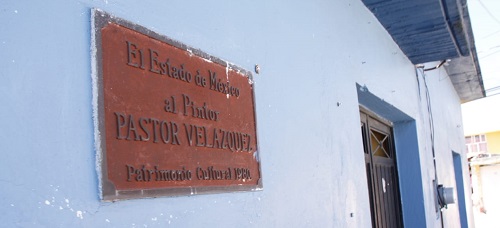 El Estado de México
al Pintor
PASTOR VELAZQUEZ
Patrimonio Cultural 1980.